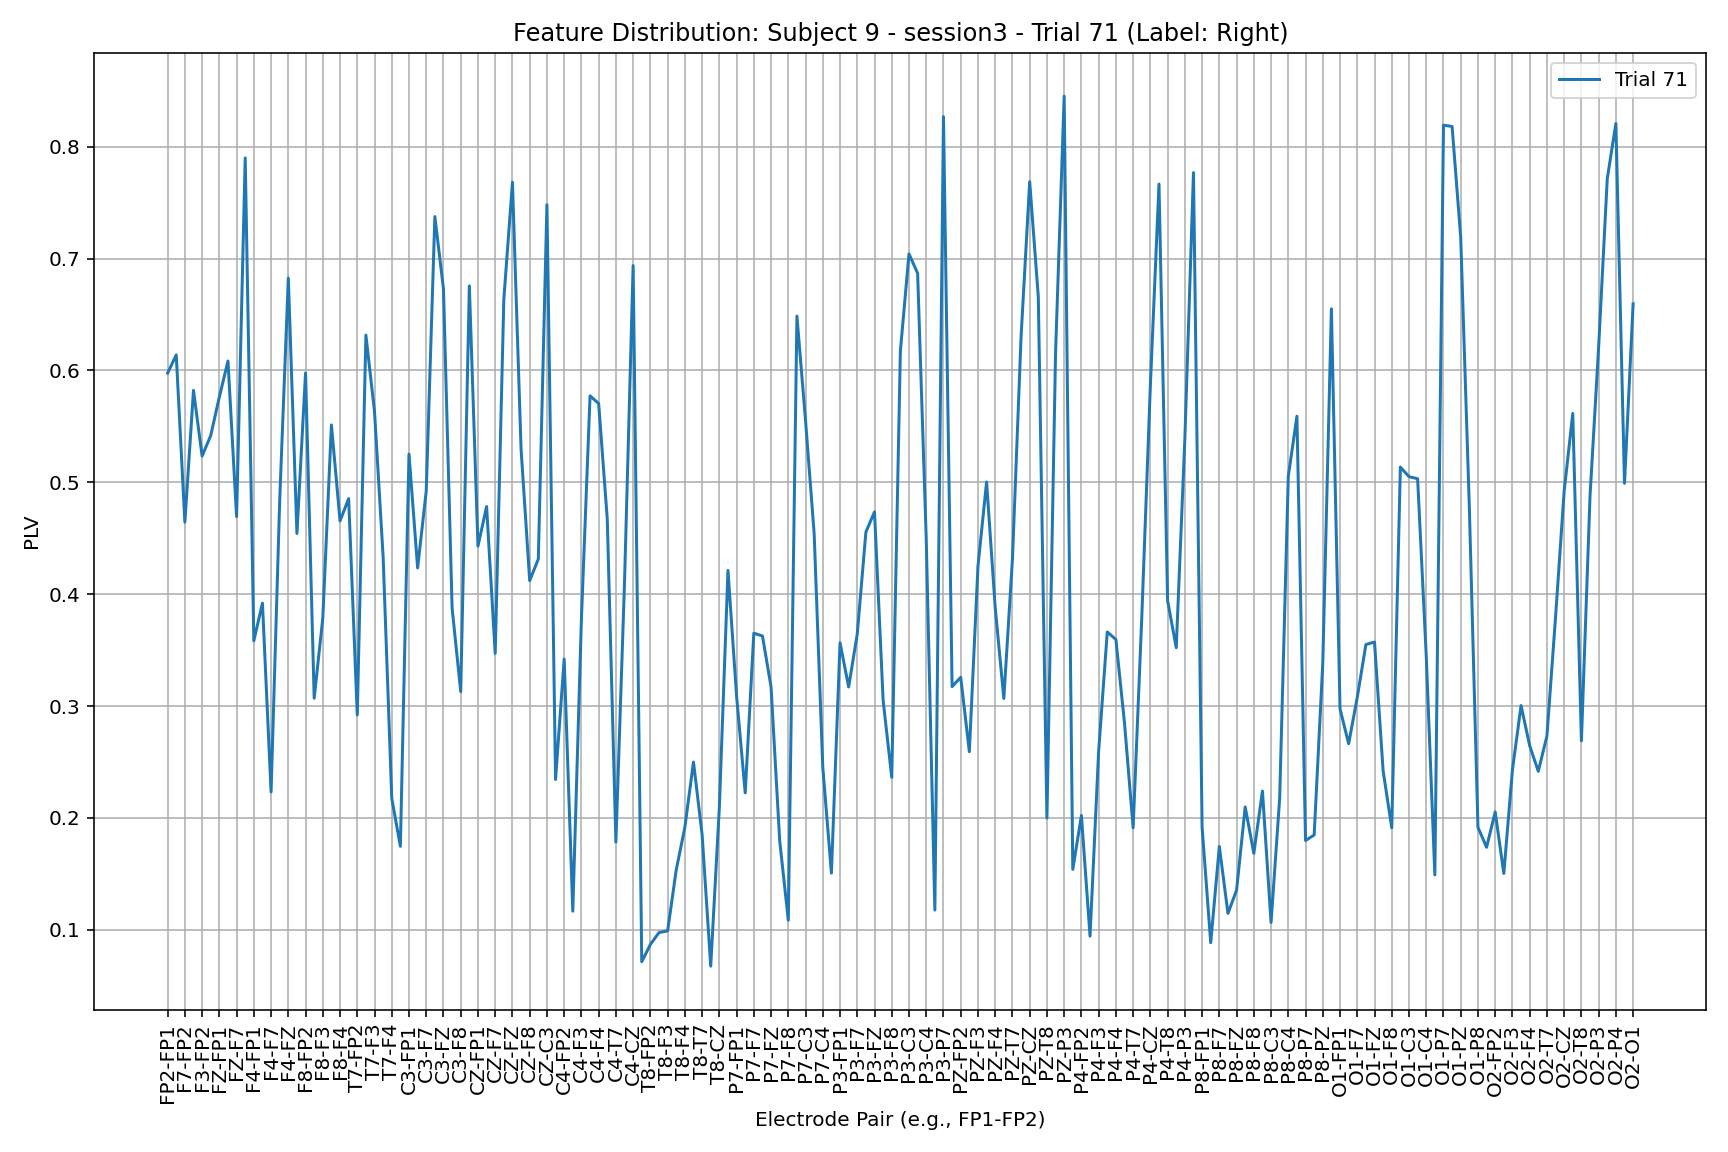 Feature Distribution: Subject 9 - session3 - Trial 71 (Label: Right)
Trial 71
PLV
0.8
0.7
0.6
0.5
0.4
0.3
0.2
0.1
FP2-FP1
F7-FP2
F3-FP2
FZ-FP1
FZ-F7
F4-FP1
F4-F7
F4-FZ
F8-FP2
F8-F3
F8-F4
T7-FP2
T7-F3
T7-F4
C3-FP1
C3-F7
C3-FZ
C3-F8
CZ-FP1
CZ-F7
CZ-FZ
CZ-F8
CZ-C3
C4-FP2
C4-F3
C4-F4
C4-T7
C4-CZ
T8-FP2
T8-F3
T8-F4
T8-T7
T8-CZ
P7-FP1
P7-F7
P7-FZ
P7-F8
P7-C3
P7-C4
P3-FP1
P3-F7
P3-FZ
P3-F8
P3-C3
P3-C4
P3-P7
PZ-FP2
PZ-F3
PZ-F4
PZ-T7
PZ-CZ
PZ-T8
PZ-P3
P4-FP2
P4-F3
P4-F4
P4-T7
P4-CZ
P4-T8
P4-P3
P8-FP1
P8-F7
P8-FZ
P8-F8
P8-C3
P8-C4
P8-P7
P8-PZ
O1-FP1
O1-F7
O1-FZ
O1-F8
O1-C3
O1-C4
O1-P7
O1-PZ
O1-P8
O2-FP2
O2-F3
O2-F4
O2-T7
O2-CZ
O2-T8
O2-P3
O2-P4
O2-O1
Electrode Pair (e.g., FP1-FP2)